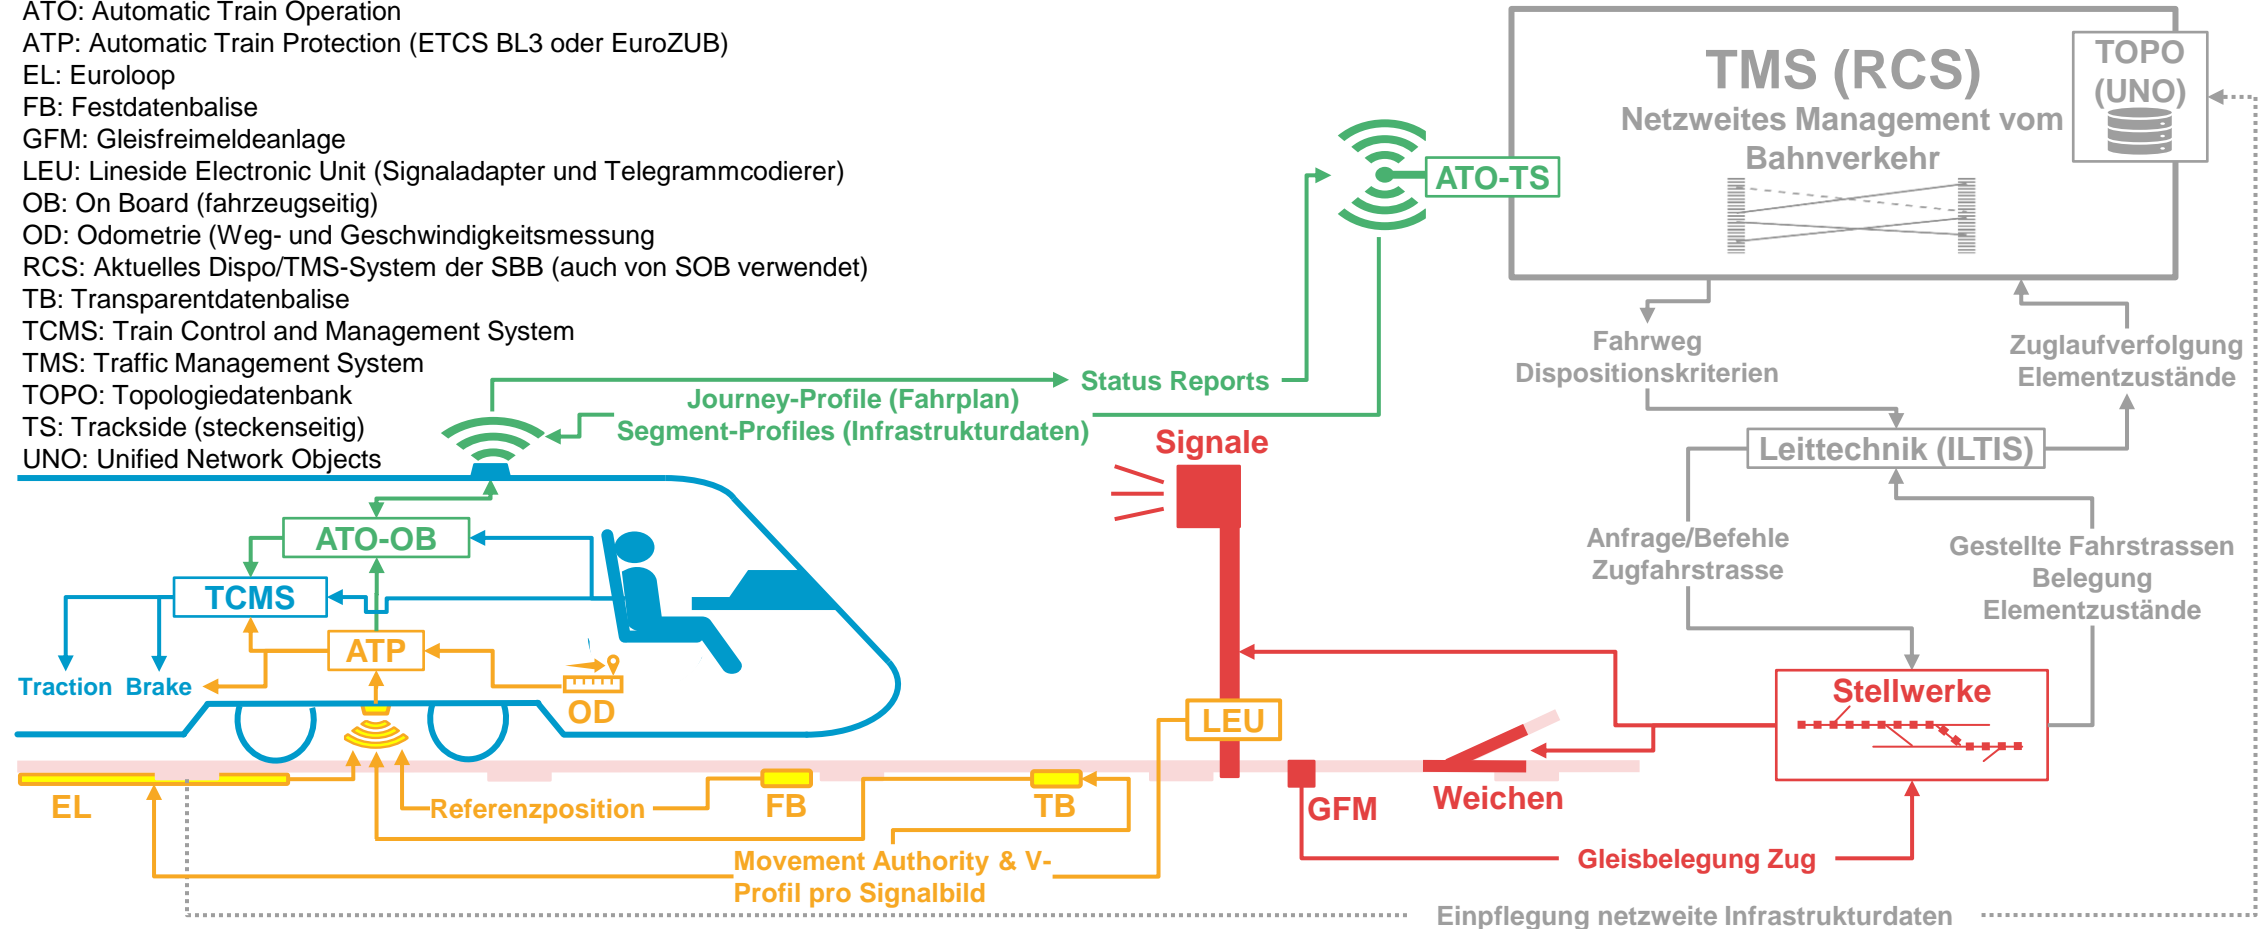 ATO: Automatic Train Operation
ATP: Automatic Train Protection (ETCS BL3 oder EuroZUB)
EL: Euroloop
FB: Festdatenbalise
GFM: Gleisfreimeldeanlage
LEU: Lineside Electronic Unit (Signaladapter und Telegrammcodierer)
OB: On Board (fahrzeugseitig)
OD: Odometrie (Weg- und Geschwindigkeitsmessung
RCS: Aktuelles Dispo/TMS-System der SBB (auch von SOB verwendet)
TB: Transparentdatenbalise
TCMS: Train Control and Management System
TMS: Traffic Management System
TOPO: Topologiedatenbank
TS: Trackside (steckenseitig)
UNO: Unified Network Objects
TMS (RCS)
Netzweites Management vom
Bahnverkehr
TOPO
(UNO)
ATO-TS
Fahrweg
Dispositionskriterien
Zuglaufverfolgung
Elementzustände
Status Reports
Journey-Profile (Fahrplan)
Segment-Profiles (Infrastrukturdaten)
Signale
Leittechnik (ILTIS)
ATO-OB
TCMS
ATP
Traction
Brake
OD
Anfrage/Befehle
Zugfahrstrasse
Gestellte Fahrstrassen
Belegung
Elementzustände
Stellwerke
LEU
EL
Referenzposition
FB
TB
GFM
Weichen
Movement Authority & V-
Profil pro Signalbild
Gleisbelegung Zug
Einpflegung netzweite Infrastrukturdaten